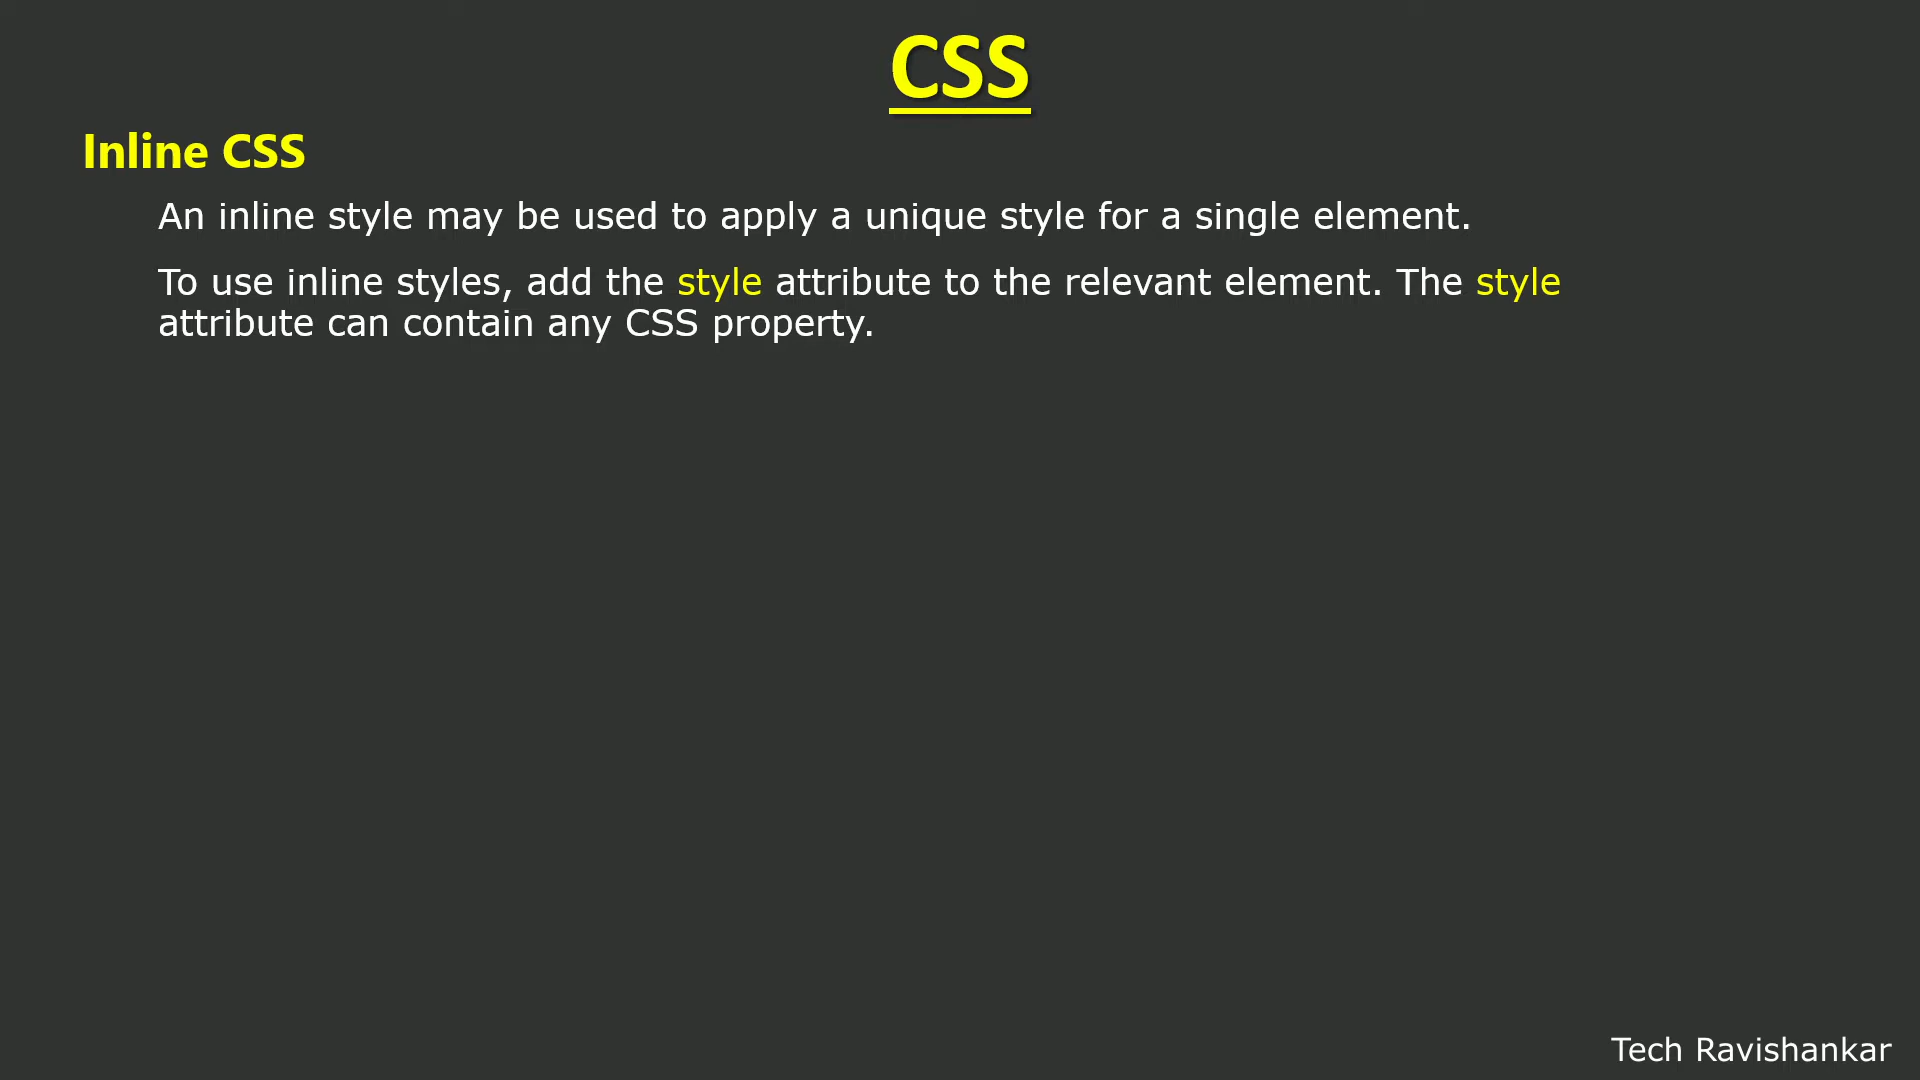 CSS
Inline CSS
An inline style may be used to apply a unique style for a single element.
To use inline styles, add the style attribute to the relevant element. The style
attribute can contain any CSS property.
Tech Ravishankar